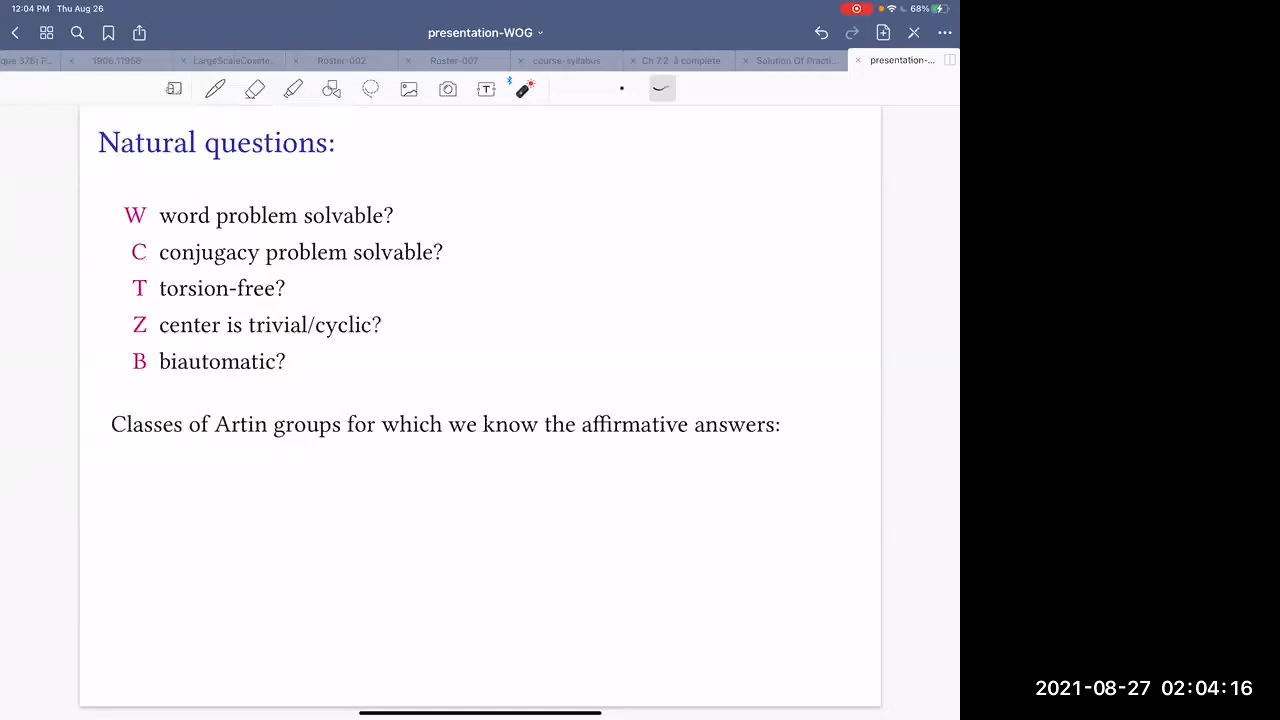 12:04 PM Thu Aug 26
68%
presentation-WOG
1906.11968
LargeScaleCoxete...
Roster-002
Roster-007
course-syllabus
Ch 7.2 à complete
Solution Of Practi...
presentation-...
Natural questions:
W word problem solvable?
C conjugacy problem solvable?
T torsion-free?
Z center is trivial/cyclic?
B biautomatic?
Classes of Artin groups for which we know the affirmative answers:
2021-08-27 02:04:16